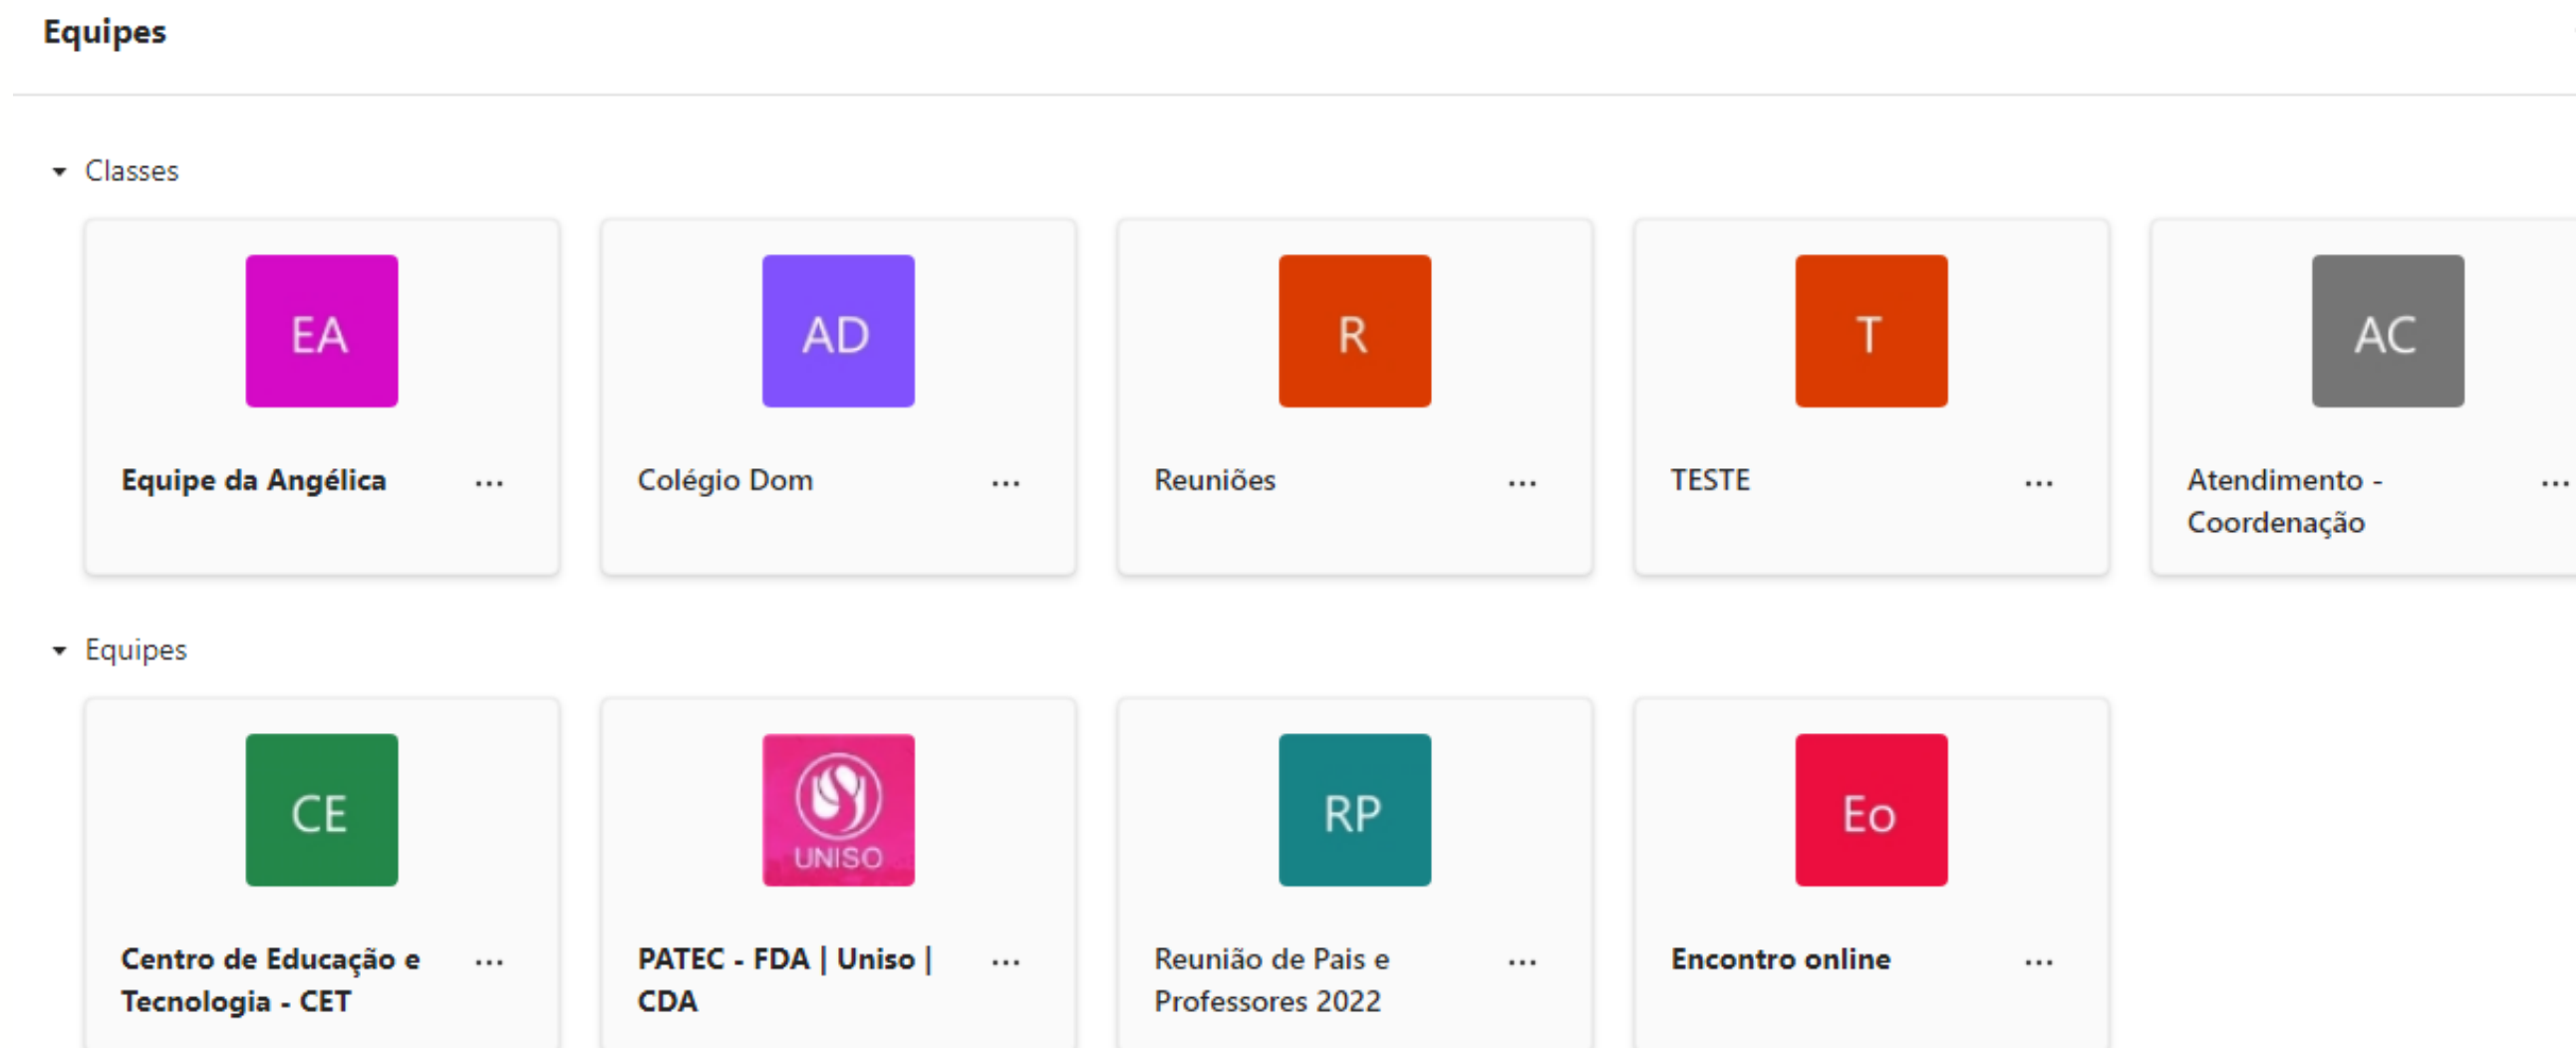 Equipes
Classes
EA
AD
R
T
AC
Equipe da Angélica ...
Colégio Dom ...
Reuniões ...
TESTE ...
Atendimento - ...
Coordenação
Equipes
CE
UNISO
RP
Eo
Centro de Educação e ...
Tecnologia - CET
PATEC - FDA | Uniso | ...
CDA
Reunião de Pais e ...
Professores 2022
Encontro online ...